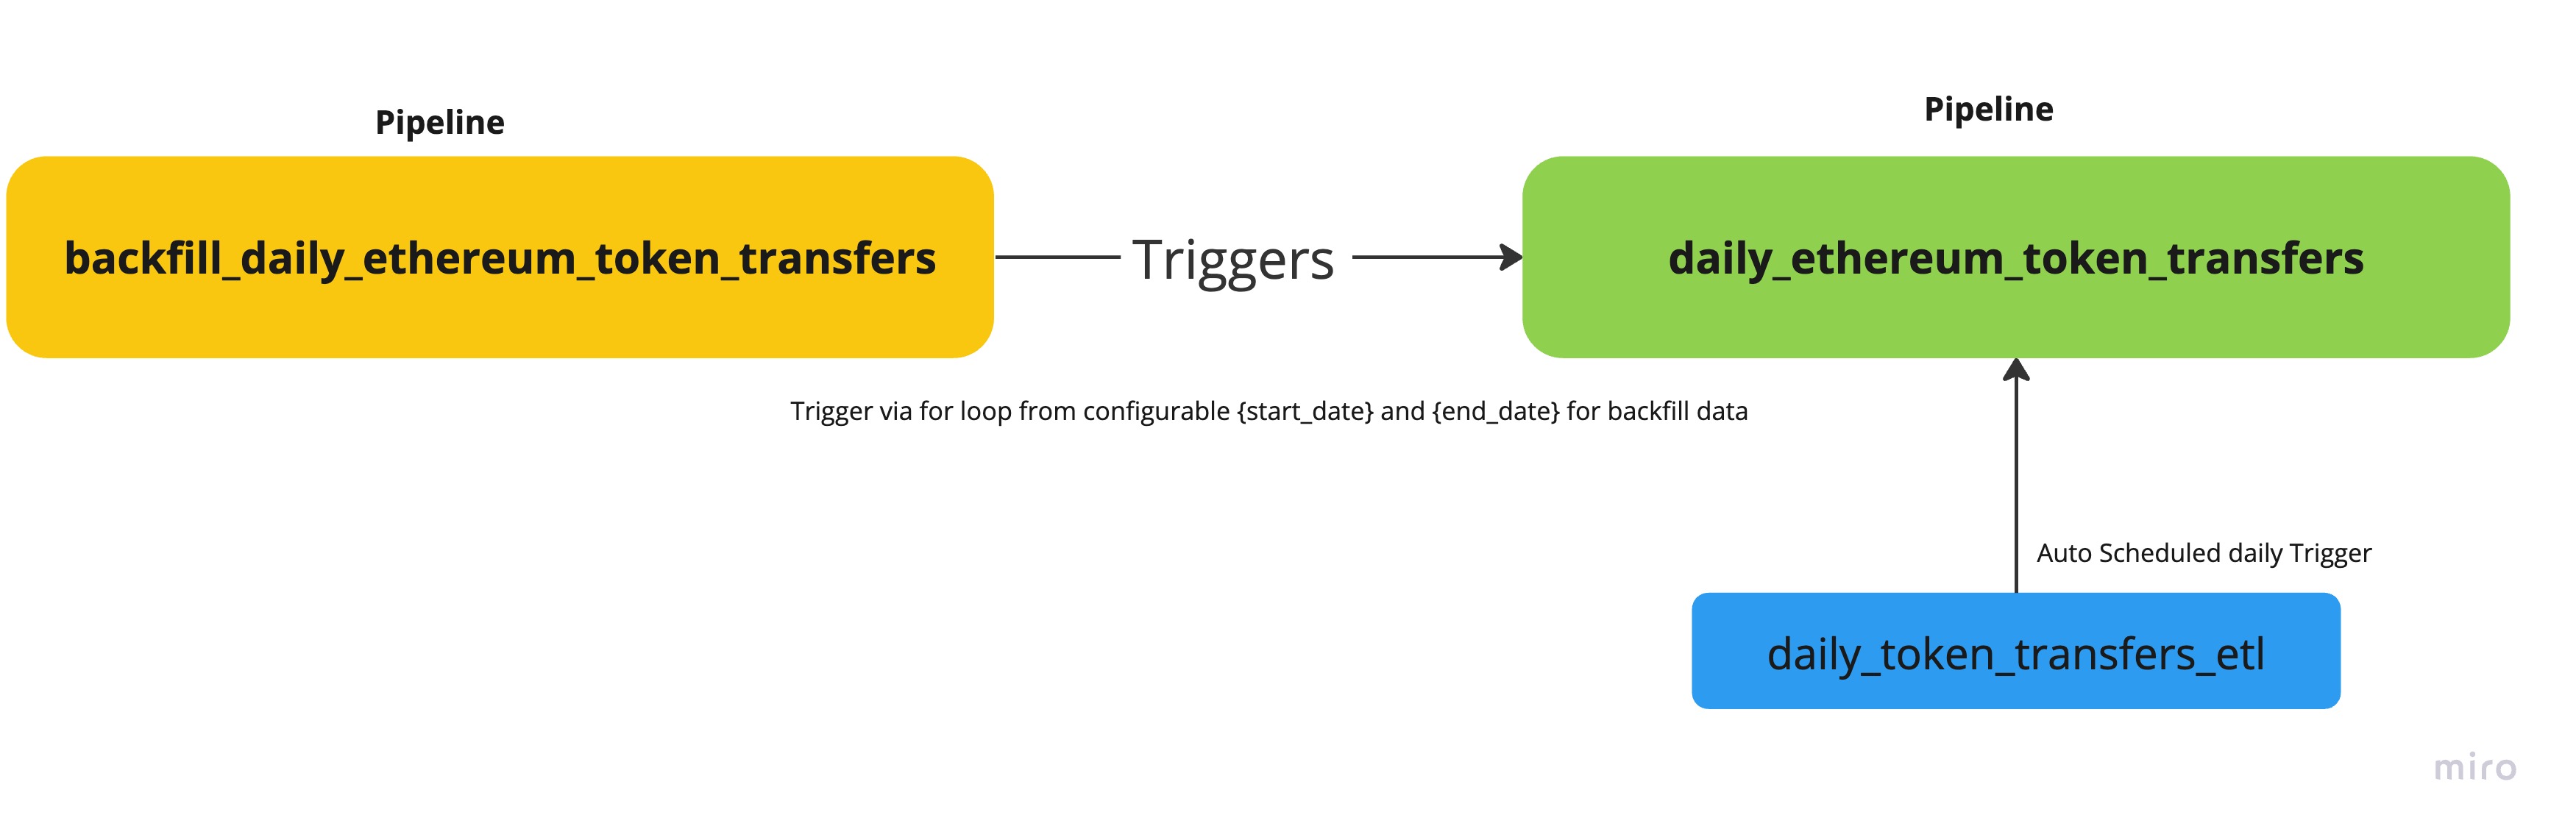 Pipeline
Pipeline
backfill_daily_ethereum_token_transfers
Triggers
daily_ethereum_token_transfers
Trigger via for loop from configurable {start_date} and {end_date} for backfill data
Auto Scheduled daily Trigger
daily_token_transfers_etl
miro